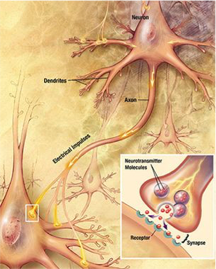 Neuron
Dendrites
Axon
Electrical Impulses
Neurotransmitter
Molecules
Receptor
Synapse